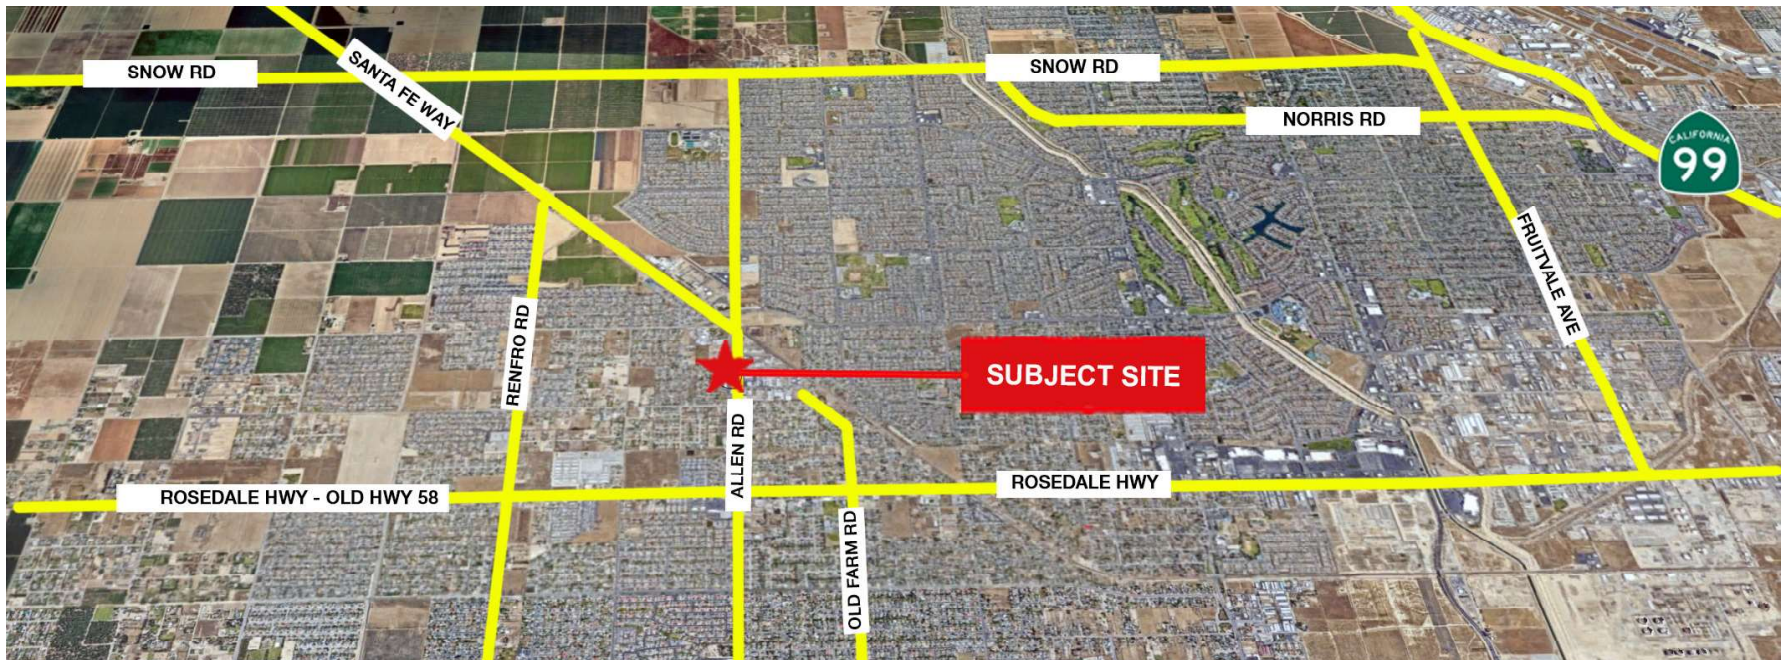 SNOW RD
SANTA FE WAY
SNOW RD
NORRIS RD
CALIFORNIA
99
FRUITVALE AVE
RENFRO RD
SUBJECT SITE
ALLEN RD
ROSEDALE HWY - OLD HWY 58
ROSEDALE HWY
OLD FARM RD